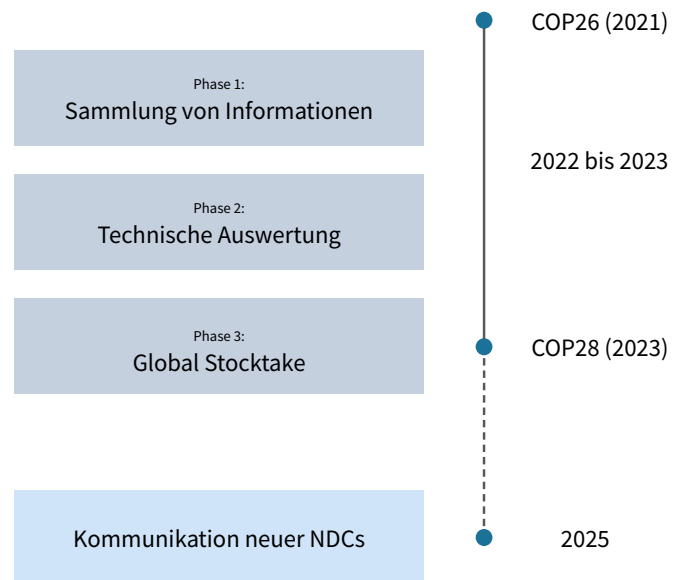 COP26 (2021)
Phase 1:
Sammlung von Informationen
2022 bis 2023
Phase 2:
Technische Auswertung
Phase 3:
Global Stocktake
COP28 (2023)
Kommunikation neuer NDCs
2025